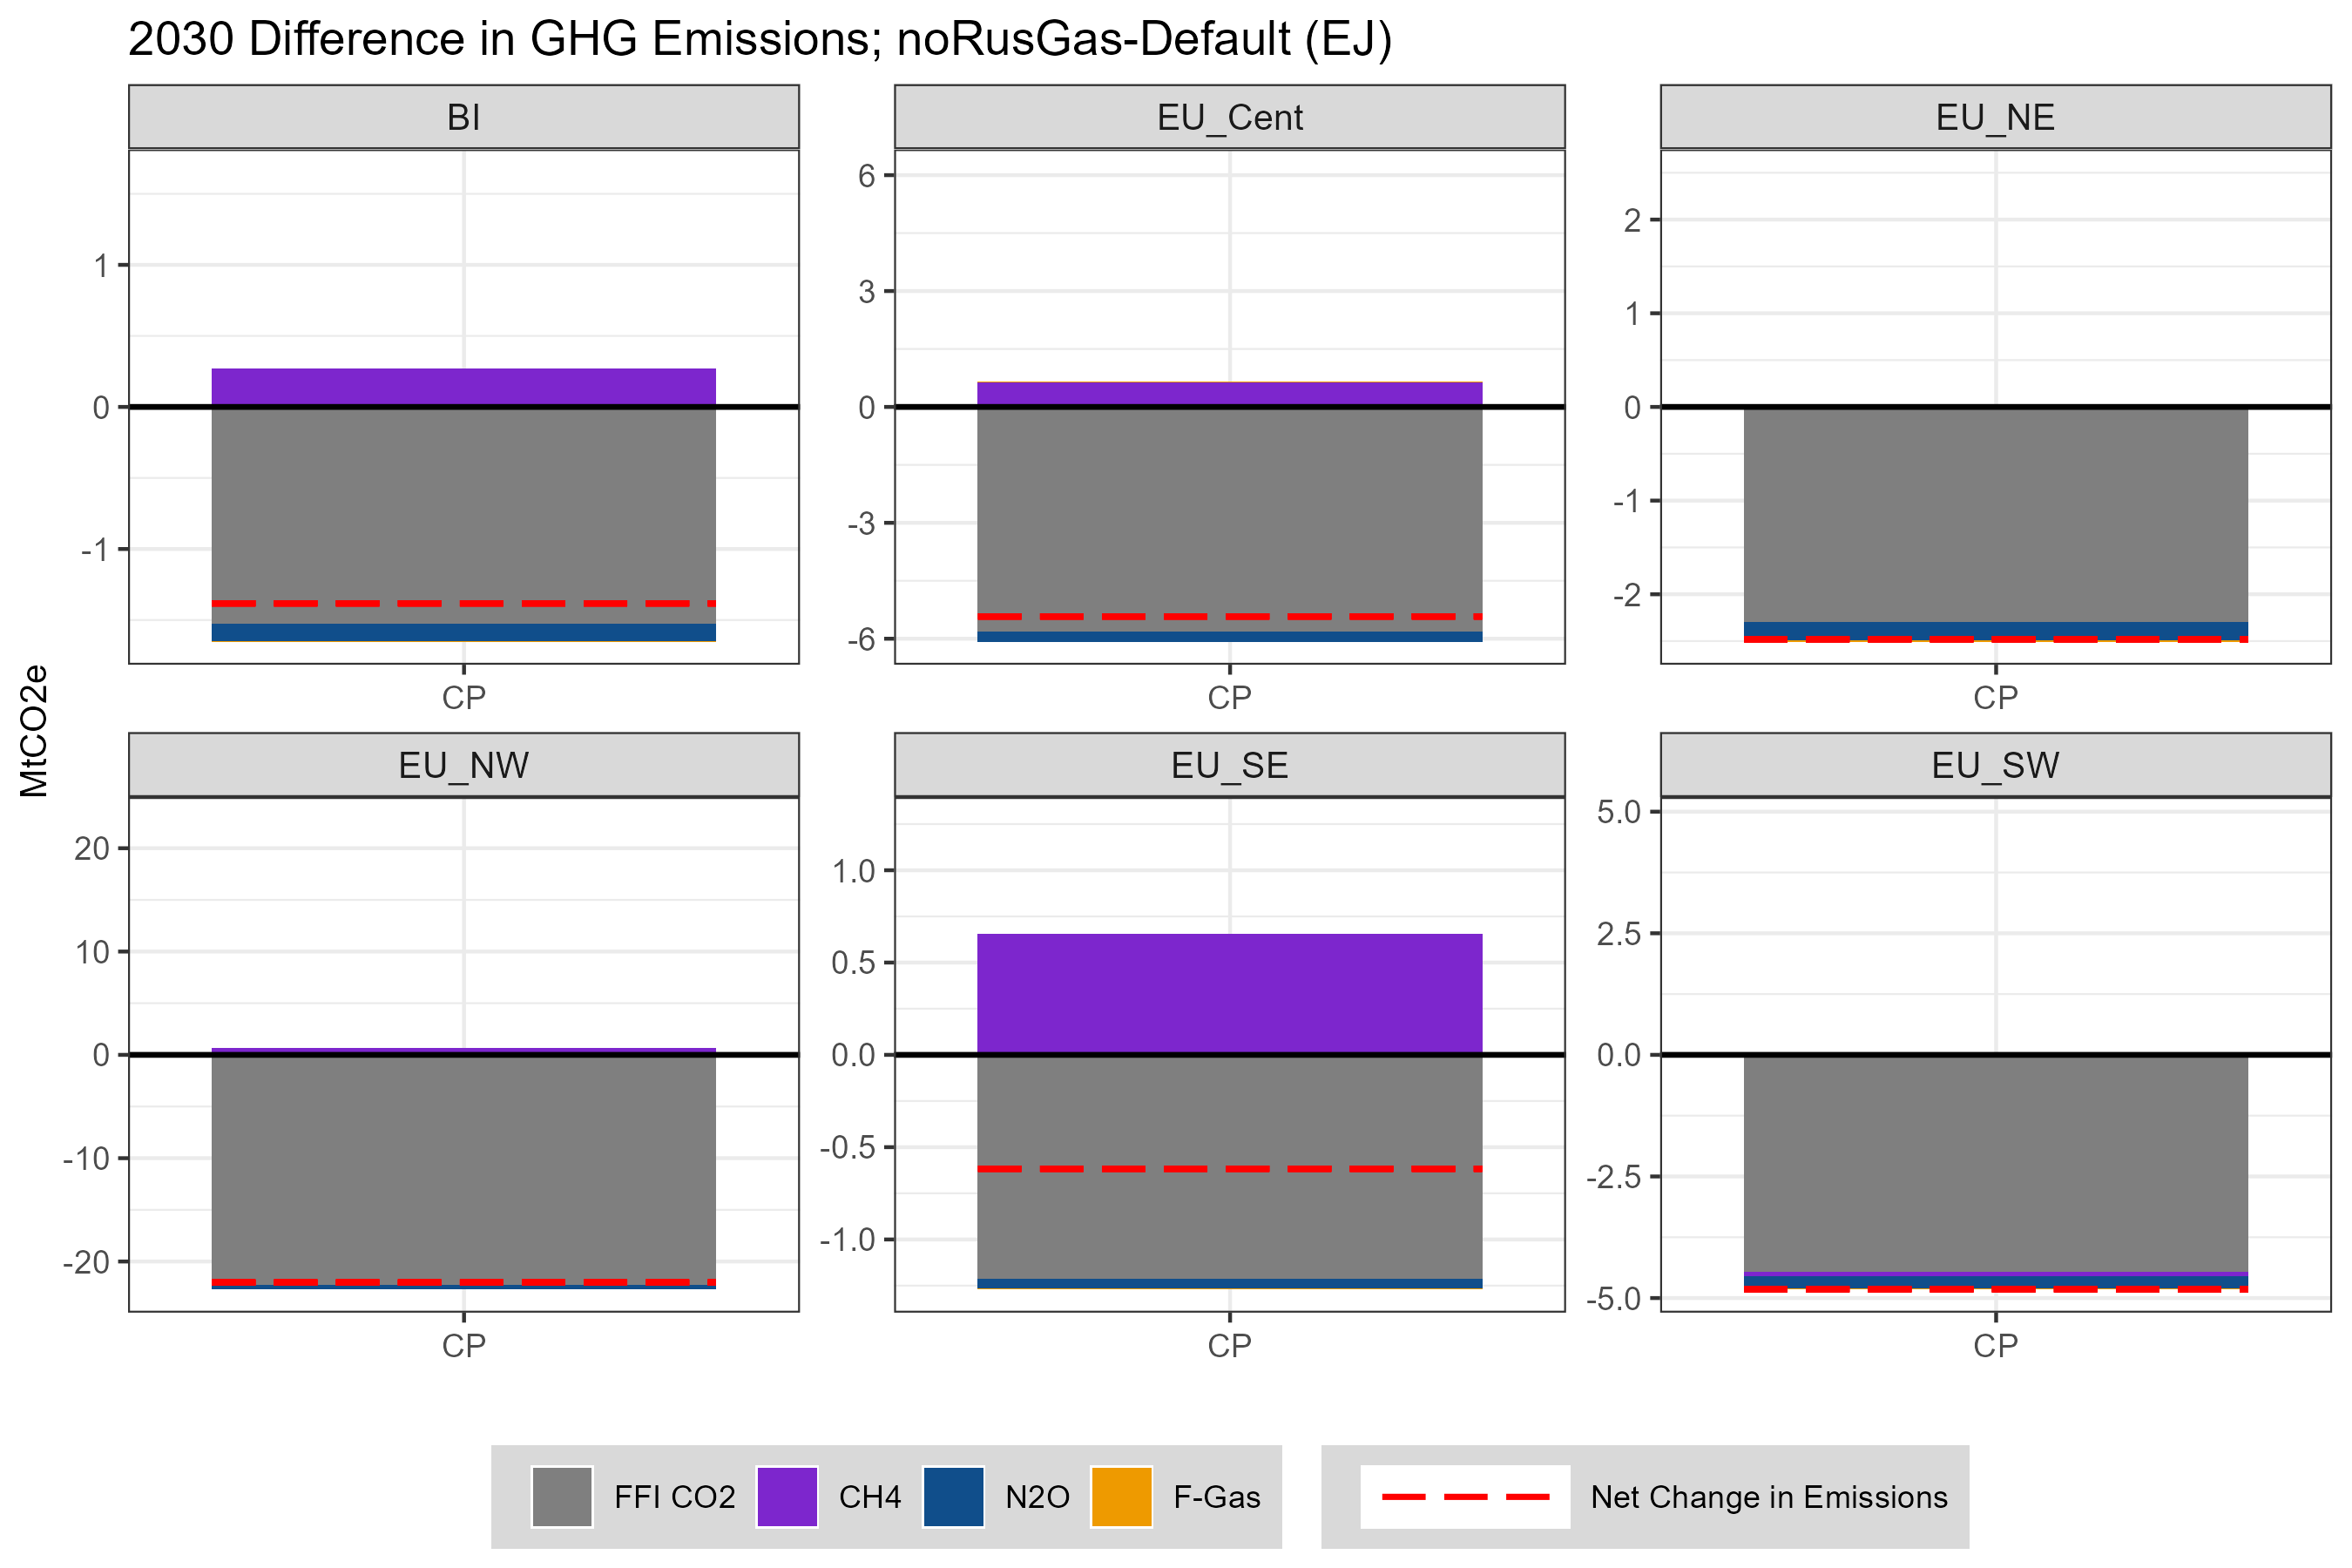 2030 Difference in GHG Emissions; noRusGas-Default (EJ)
MtCO2e
BI
1
0
-1
CP
EU_Cent
6
3
0
-3
-6
CP
EU_NE
2
1
0
-1
-2
CP
EU_NW
20
10
0
-10
-20
CP
EU_SE
1.0
0.5
0.0
-0.5
-1.0
CP
EU_SW
5.0
2.5
0.0
-2.5
-5.0
CP
FFI CO2 CH4 N2O F-Gas Net Change in Emissions